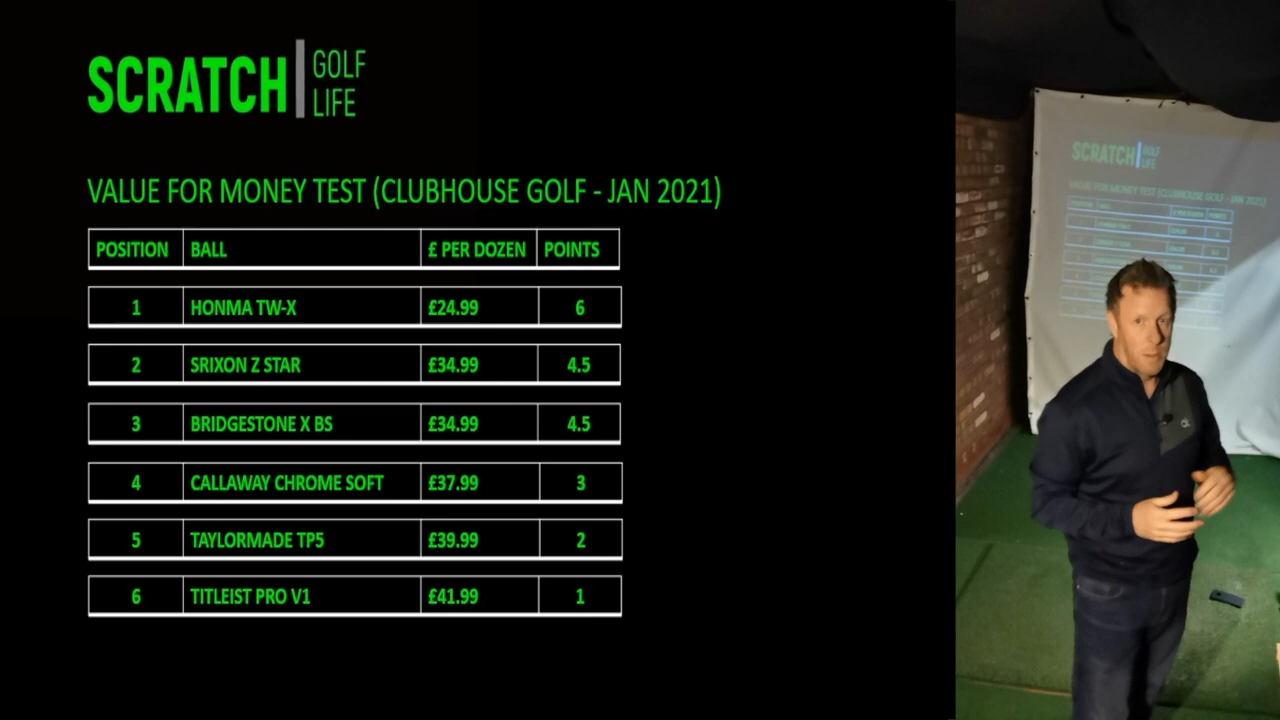 SCRATCH GOLF LIFE
VALUE FOR MONEY TEST (CLUBHOUSE GOLF - JAN 2021)
POSITION BALL £ PER DOZEN POINTS
1 HONMA TW-X £24.99 6
2 SRIXON Z STAR £34.99 4.5
3 BRIDGESTONE X BS £34.99 4.5
4 CALLAWAY CHROME SOFT £37.99 3
5 TAYLORMADE TP5 £39.99 2
6 TITLEIST PRO V1 £41.99 1
SCRATCH GOLF LIFE
VALUE FOR MONEY TEST (CLUBHOUSE GOLF - JAN 2021)